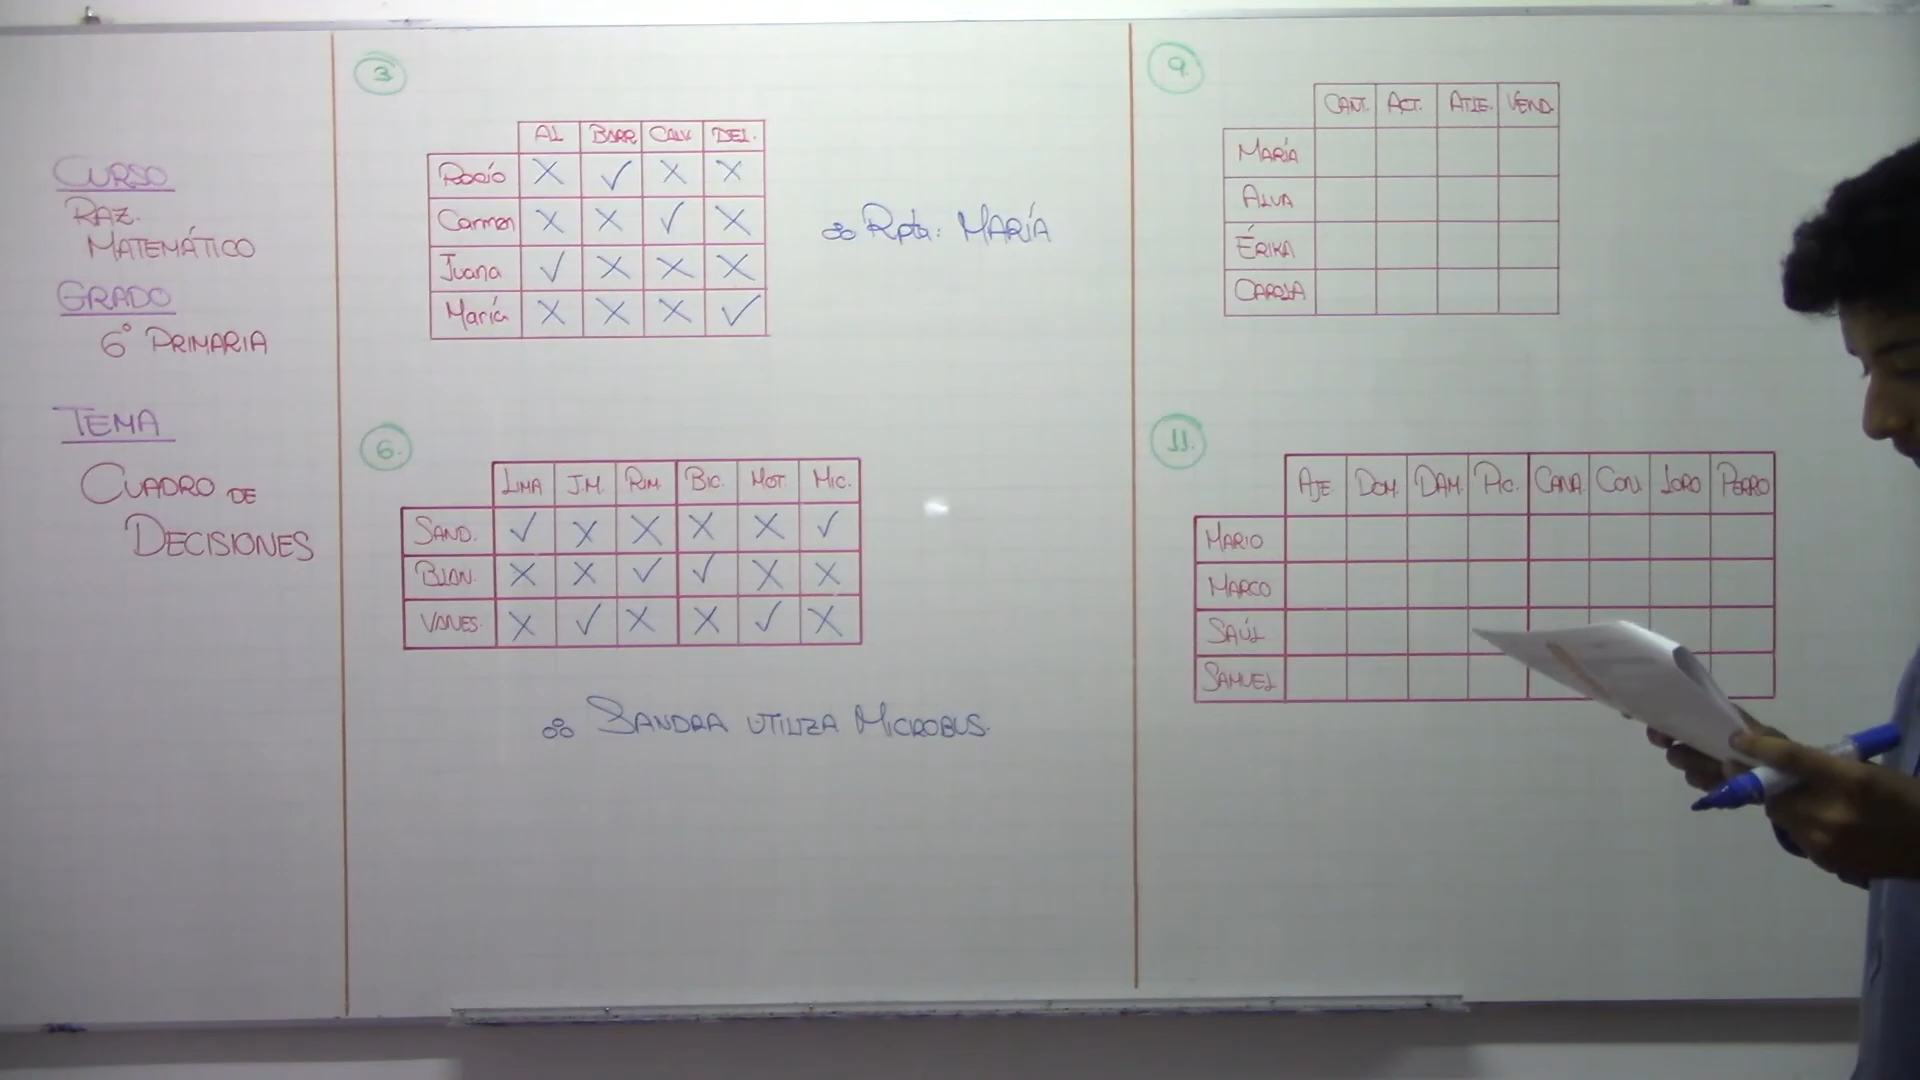 CURSO
RAZ.
MATEMÁTICO
GRADO
6° PRIMARIA
TEMA
CUADRO DE
DECISIONES
3
AL BARR CALV. DEL.
Rocío X ✓ X X
Carmen X X ✓ X
Juana ✓ X X X
María X X X ✓
Rpta: MARÍA
6.
LIMA J.M. RIM. BIC. MOT. MIC.
SAND. ✓ X X X X ✓
BLAN. X X ✓ ✓ X X
VANES. X ✓ X X ✓ X
SANDRA UTILIZA MICROBUS.
9.
CANT. ACT. ATLE. VEND.
MARÍA
ALVA
ÉRIKA
CAROLA
11.
AJE. DOM. DAM. PIC. CANA. CON. LORO PERRO
MARIO
MARCO
SAÚL
SAMUEL